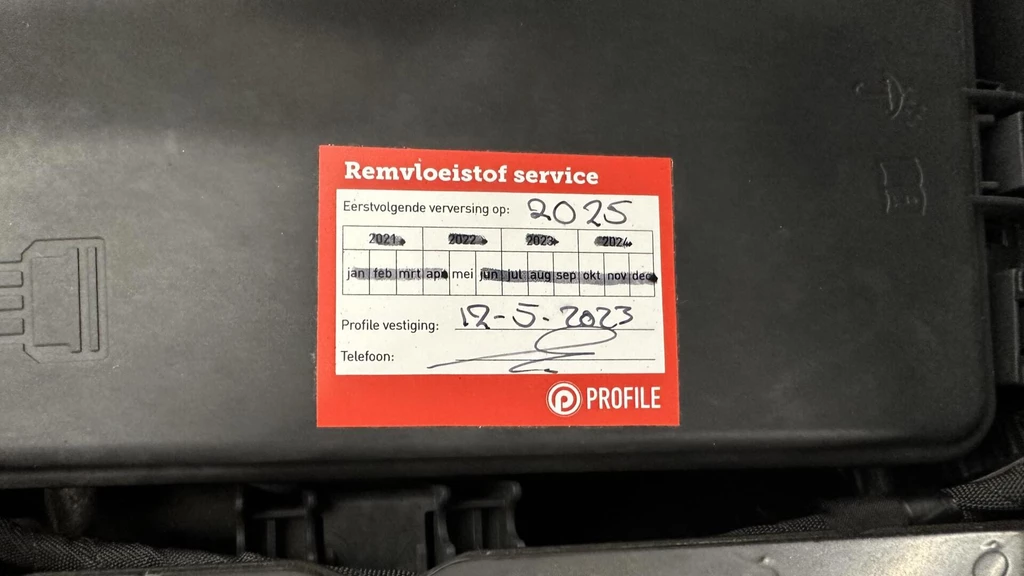 Remvloeistof service
Eerstvolgende verversing op: 2025
2021 2022 2023 2024
jan feb mrt apr mei jun jul aug sep okt nov dec
Profile vestiging: 12-5-2023
Telefoon:
PROFILE